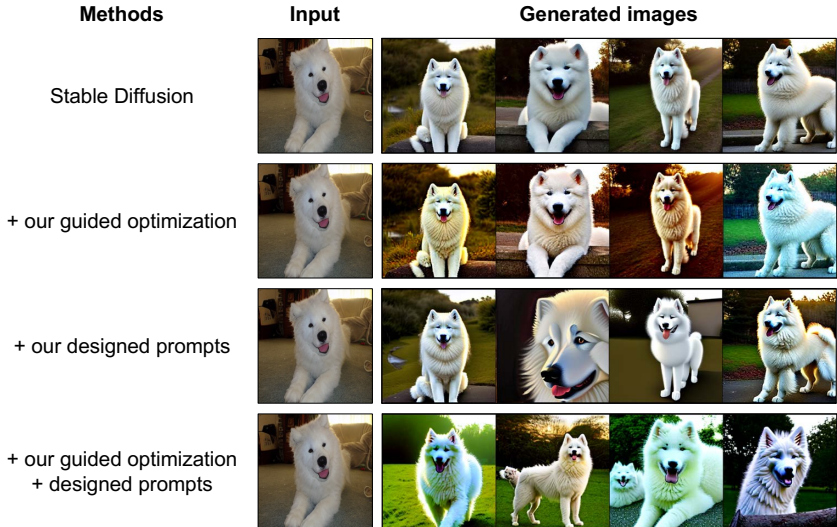 Methods Input Generated images
Stable Diffusion
+ our guided optimization
+ our designed prompts
+ our guided optimization
+ designed prompts